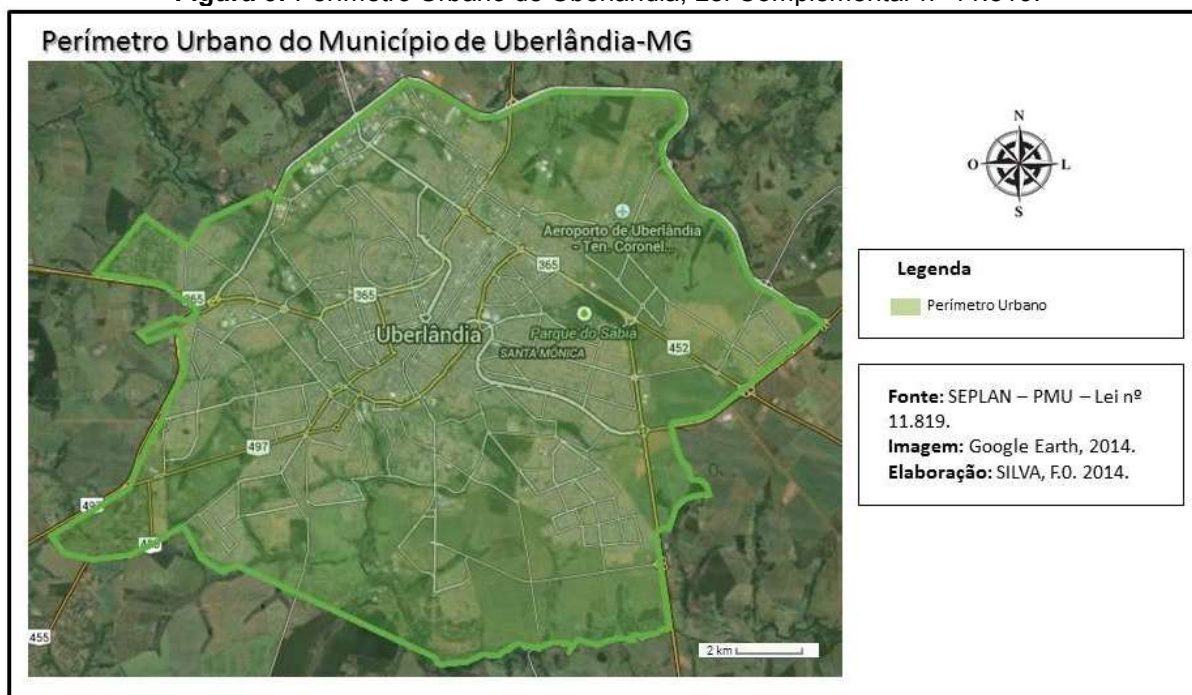 Perímetro Urbano do Município de Uberlândia-MG
N
O
L
S
Aeroporto de Uberlândia
- Ten. Coronel...
365
365
365
Uberlândia
Parque do Sabiá
SANTA MÔNICA
452
Legenda
Perímetro Urbano
Fonte: SEPLAN – PMU – Lei nº
11.819.
Imagem: Google Earth, 2014.
Elaboração: SILVA, F.O. 2014.
497
497
455
2 km